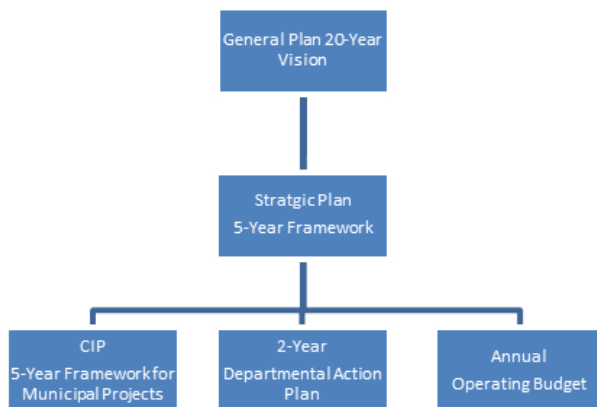 General Plan 20-Year
Vision
Stratgic Plan
5-Year Framework
CIP
5-Year Framework for
Municipal Projects
2-Year
Departmental Action
Plan
Annual
Operating Budget